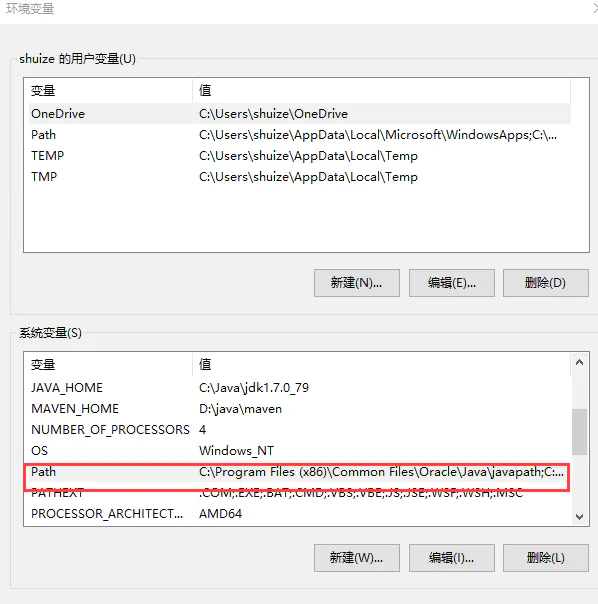 环境变量
shuize 的用户变量(U)
变量 值
OneDrive C:\Users\shuize\OneDrive
Path C:\Users\shuize\AppData\Local\Microsoft\WindowsApps;C:\...
TEMP C:\Users\shuize\AppData\Local\Temp
TMP C:\Users\shuize\AppData\Local\Temp
新建(N)... 编辑(E)... 删除(D)
系统变量(S)
变量 值
JAVA_HOME C:\Java\jdk1.7.0_79
MAVEN_HOME D:\java\maven
NUMBER_OF_PROCESSORS 4
OS Windows_NT
Path C:\Program Files (x86)\Common Files\Oracle\Java\javapath;C:...
PATHEXT .COM;.EXE;.BAT;.CMD;.VBS;.VBE;.JS;.JSE;.WSF;.WSH;.MSC
PROCESSOR_ARCHITECT... AMD64
新建(W)... 编辑(I)... 删除(L)